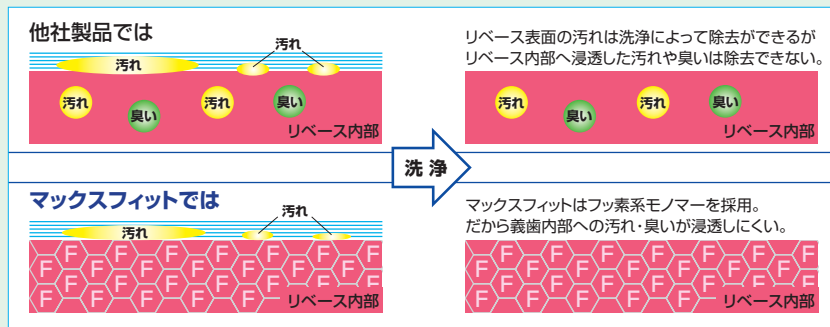 他社製品では
汚れ
汚れ
汚れ
臭い
汚れ
臭い
リベース内部
リベース表面の汚れは洗浄によって除去ができるが
リベース内部へ浸透した汚れや臭いは除去できない。
汚れ
臭い
汚れ
臭い
リベース内部
洗浄
マックスフィットでは
汚れ
汚れ
F F F F F F F F F F F F F
F F F F F F F F F F F F
リベース内部
マックスフィットはフッ素系モノマーを採用。
だから義歯内部への汚れ・臭いが浸透しにくい。
F F F F F F F F F F F F F
F F F F F F F F F F F F
リベース内部